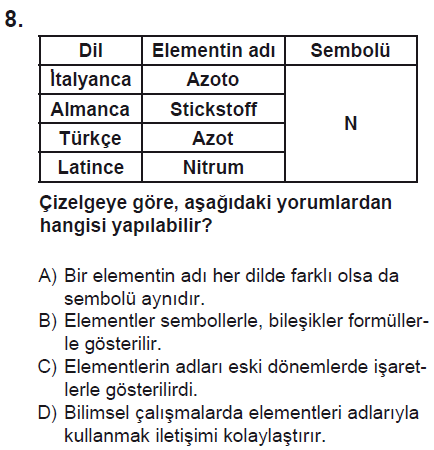 8.
Dil Elementin adı Sembolü
İtalyanca Azoto
Almanca Stickstoff
N
Türkçe Azot
Latince Nitrum
Çizelgeye göre, aşağıdaki yorumlardan
hangisi yapılabilir?
A) Bir elementin adı her dilde farklı olsa da
sembolü aynıdır.
B) Elementler sembollerle, bileşikler formüller-
le gösterilir.
C) Elementlerin adları eski dönemlerde işaret-
lerle gösterilirdi.
D) Bilimsel çalışmalarda elementleri adlarıyla
kullanmak iletişimi kolaylaştırır.